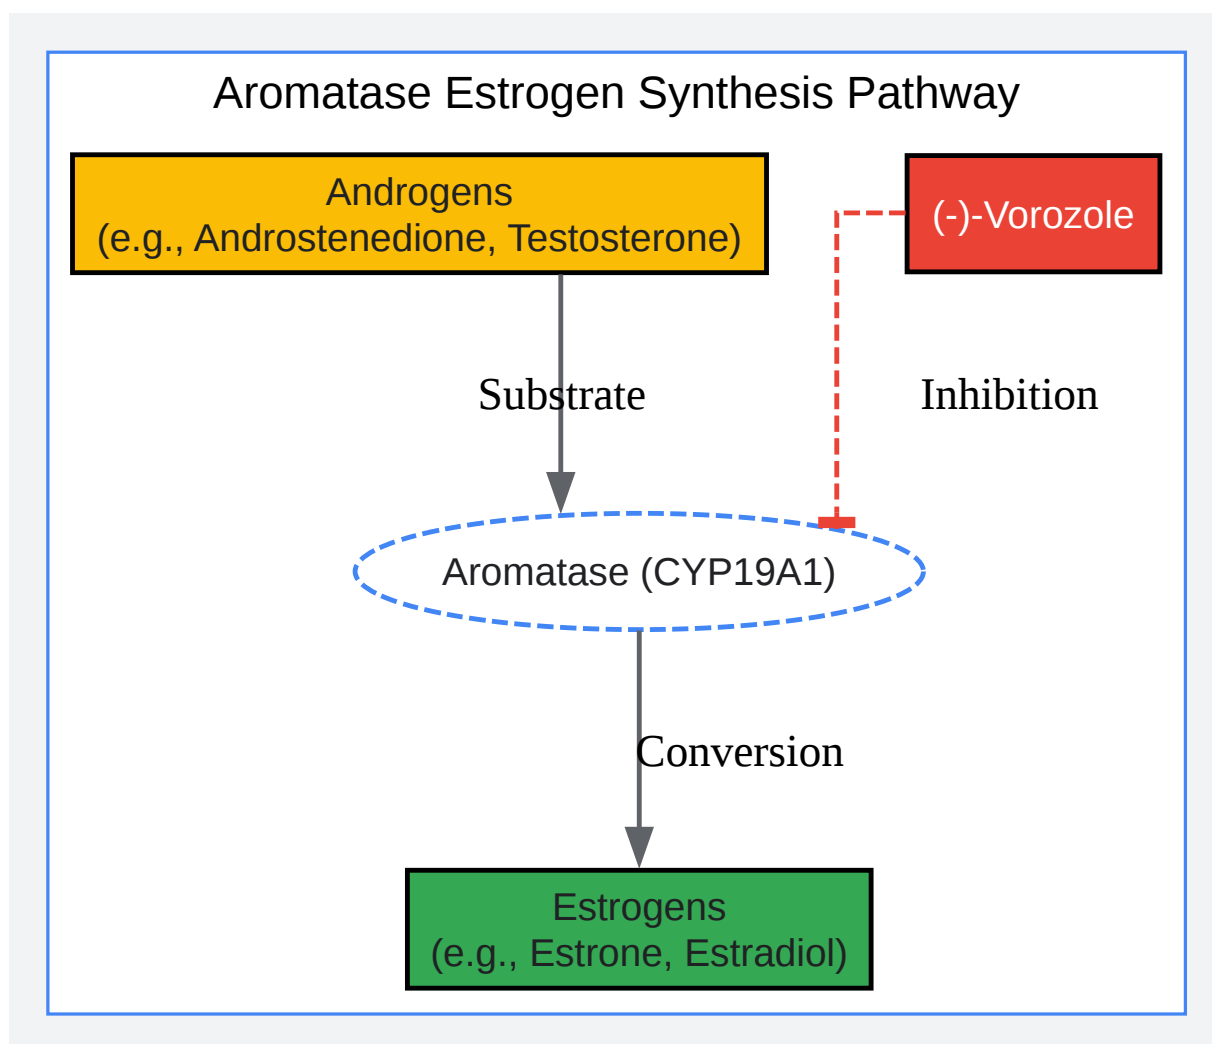 Aromatase Estrogen Synthesis Pathway
Androgens
(e.g., Androstenedione, Testosterone)
(-)-Vorozole
Substrate
Inhibition
Aromatase (CYP19A1)
Conversion
Estrogens
(e.g., Estrone, Estradiol)